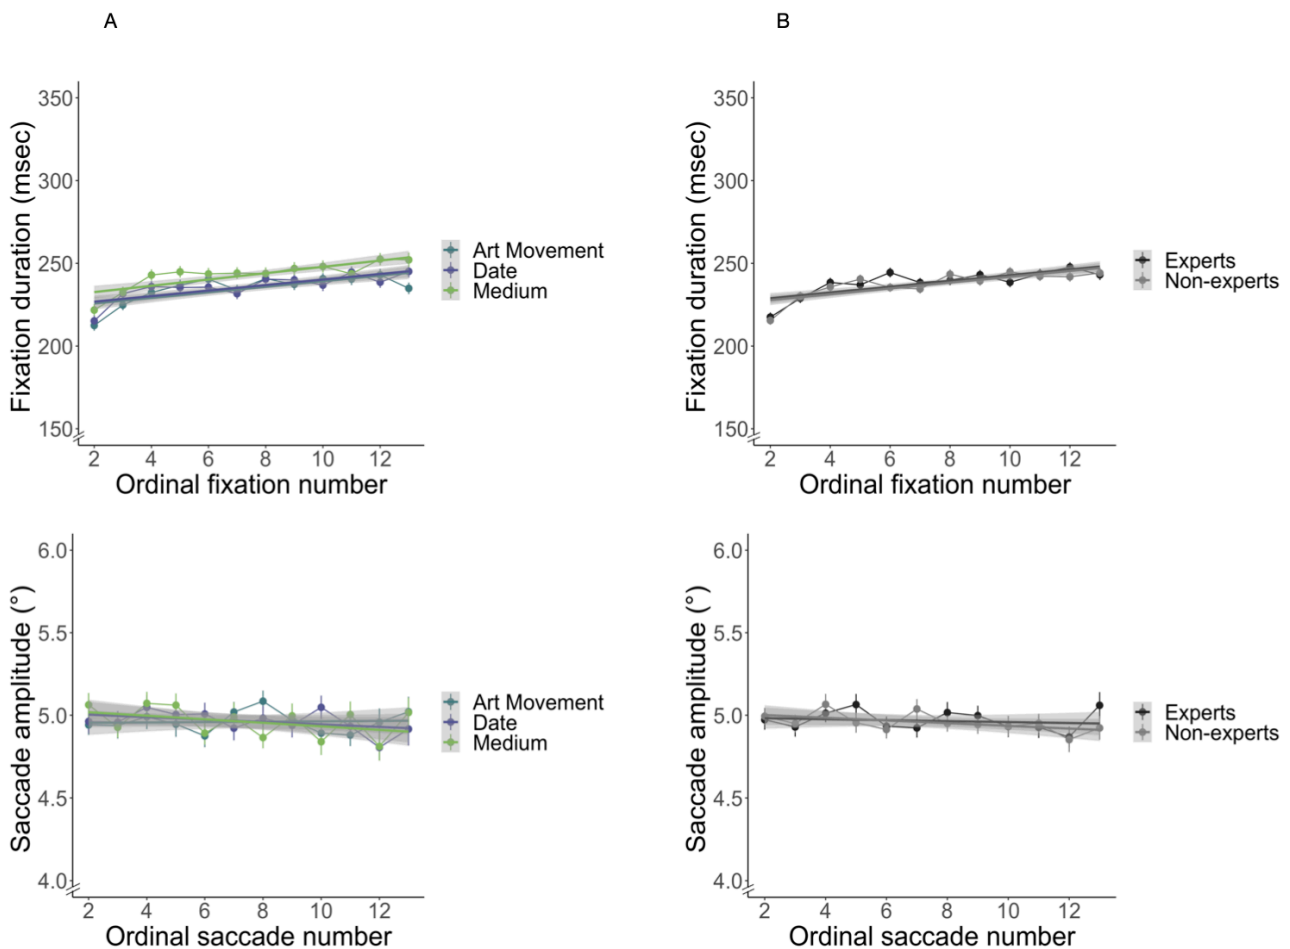 A
B
Fixation duration (msec)
350
300
250
200
150
2 4 6 8 10 12
Ordinal fixation number
Art Movement
Date
Medium
Fixation duration (msec)
350
300
250
200
150
2 4 6 8 10 12
Ordinal fixation number
Experts
Non-experts
Saccade amplitude (°)
6.0
5.5
5.0
4.5
4.0
2 4 6 8 10 12
Ordinal saccade number
Art Movement
Date
Medium
Saccade amplitude (°)
6.0
5.5
5.0
4.5
4.0
2 4 6 8 10 12
Ordinal saccade number
Experts
Non-experts